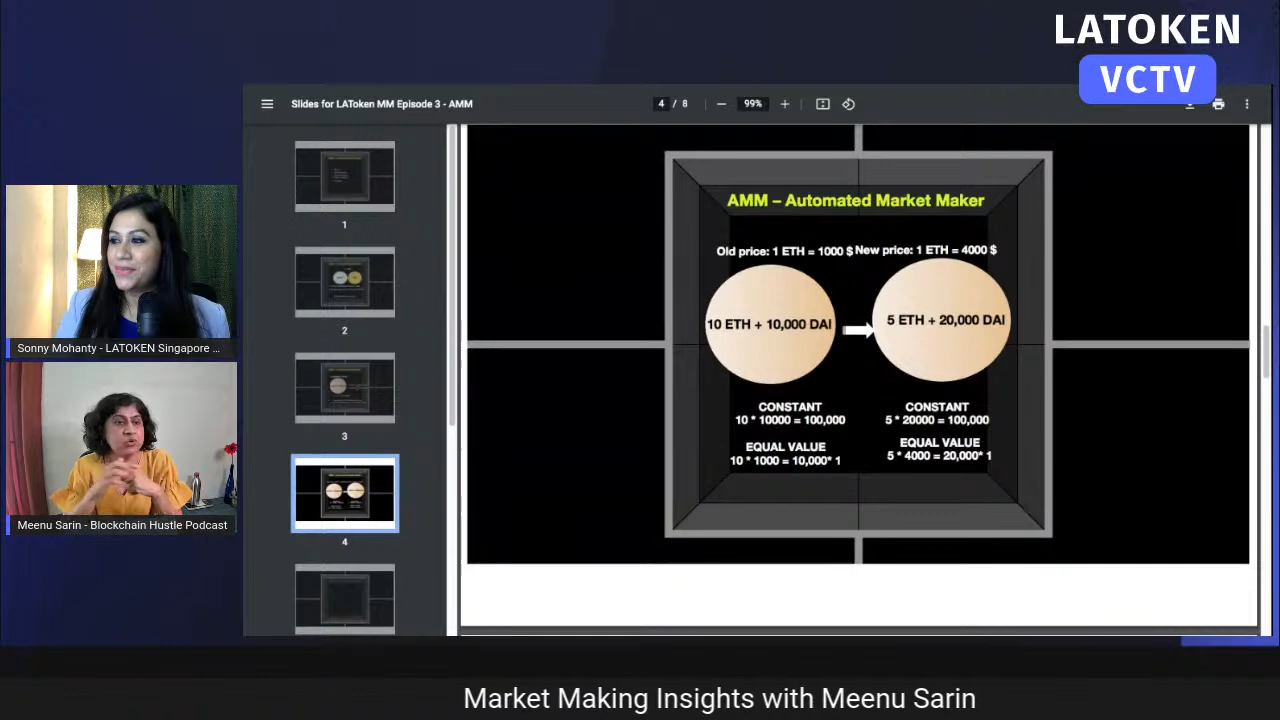 LATOKEN
VCTV
Slides for LAToken MM Episode 3 - AMM
4 / 8
99%
1
2
3
4
AMM – Automated Market Maker
Old price: 1 ETH = 1000 $
New price: 1 ETH = 4000 $
10 ETH + 10,000 DAI
5 ETH + 20,000 DAI
CONSTANT
10 * 10000 = 100,000
CONSTANT
5 * 20000 = 100,000
EQUAL VALUE
10 * 1000 = 10,000* 1
EQUAL VALUE
5 * 4000 = 20,000* 1
Sonny Mohanty - LATOKEN Singapore ...
Meenu Sarin - Blockchain Hustle Podcast
Market Making Insights with Meenu Sarin